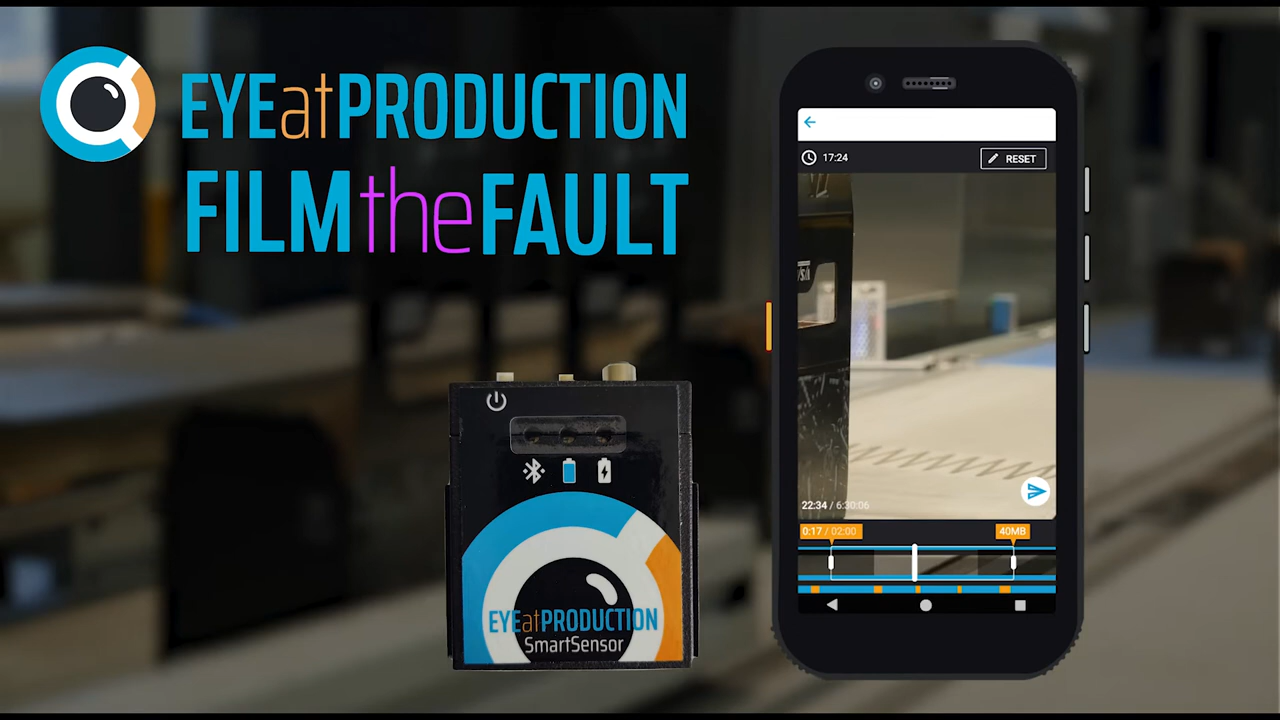 EYEatPRODUCTION
FILMtheFAULT
17:24
RESET
22:34 / 6:30:06
0:17 / 02:00
40MB
EYEatPRODUCTION
SmartSensor